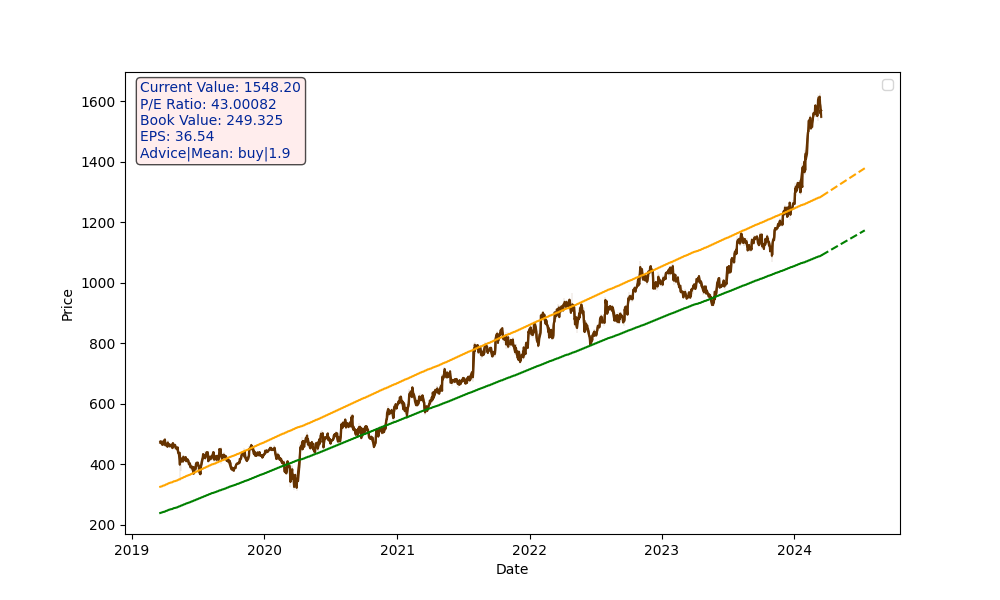 Current Value: 1548.20
P/E Ratio: 43.00082
Book Value: 249.325
EPS: 36.54
Advice|Mean: buy|1.9
1600
1400
1200
1000
800
600
400
200
Price
2019 2020 2021 2022 2023 2024
Date